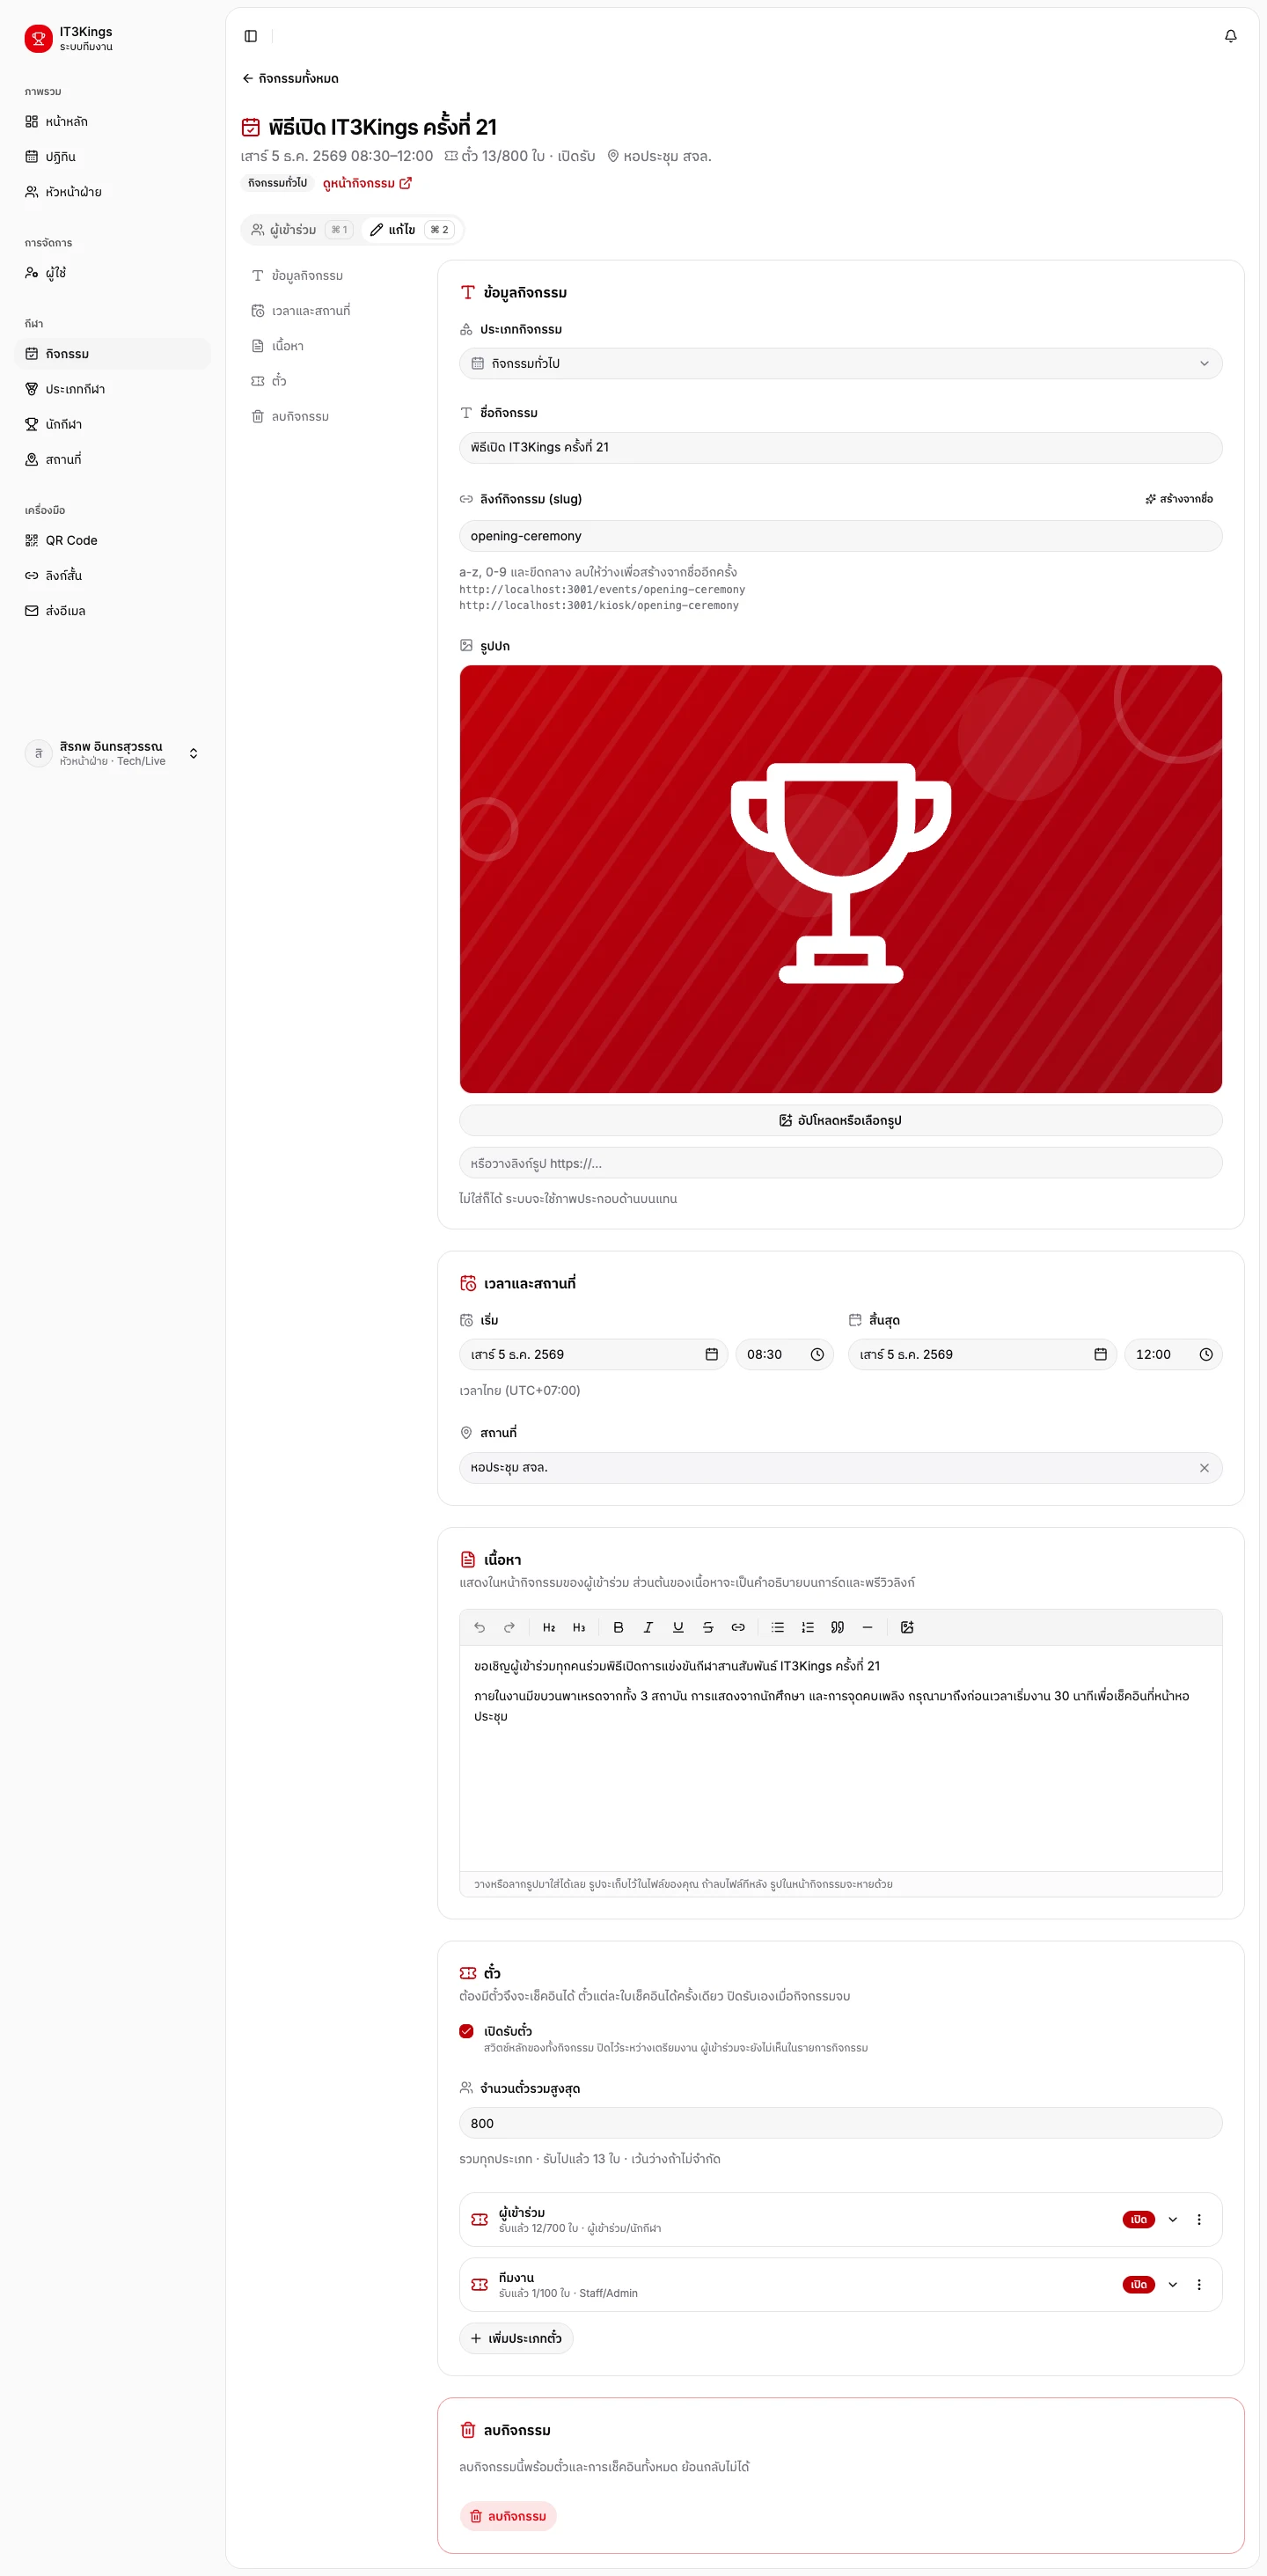 IT3Kings
ระบบทีมงาน
ภาพรวม
หน้าหลัก
ปฏิทิน
หัวหน้าฝ่าย
การจัดการ
ผู้ใช้
กีฬา
กิจกรรม
ประเภทกีฬา
นักกีฬา
สถานที่
เครื่องมือ
QR Code
ลิงก์สั้น
ส่งอีเมล
สิ
สิรภพ อินทรสุวรรณ
หัวหน้าฝ่าย · Tech/Live
กิจกรรมทั้งหมด
พิธีเปิด IT3Kings ครั้งที่ 21
เสาร์ 5 ธ.ค. 2569 08:30–12:00 ตั๋ว 13/800 ใบ · เปิดรับ หอประชุม สจล.
กิจกรรมทั่วไป ดูหน้ากิจกรรม
ผู้เข้าร่วม ⌘ 1 แก้ไข ⌘ 2
ข้อมูลกิจกรรม
เวลาและสถานที่
เนื้อหา
ตั๋ว
ลบกิจกรรม
ข้อมูลกิจกรรม
ประเภทกิจกรรม
กิจกรรมทั่วไป
ชื่อกิจกรรม
พิธีเปิด IT3Kings ครั้งที่ 21
ลิงก์กิจกรรม (slug) สร้างจากชื่อ
opening-ceremony
a-z, 0-9 และขีดกลาง ลบให้ว่างเพื่อสร้างจากชื่ออีกครั้ง
http://localhost:3001/events/opening-ceremony
http://localhost:3001/kiosk/opening-ceremony
รูปปก
อัปโหลดหรือเลือกรูป
หรือวางลิงก์รูป https://...
ไม่ใส่ก็ได้ ระบบจะใช้ภาพประกอบด้านบนแทน
เวลาและสถานที่
เริ่ม สิ้นสุด
เสาร์ 5 ธ.ค. 2569 08:30 เสาร์ 5 ธ.ค. 2569 12:00
เวลาไทย (UTC+07:00)
สถานที่
หอประชุม สจล.
เนื้อหา
แสดงในหน้ากิจกรรมของผู้เข้าร่วม ส่วนต้นของเนื้อหาจะเป็นคำอธิบายบนการ์ดและพรีวิวลิงก์
H2 H3 B I U S
ขอเชิญผู้เข้าร่วมทุกคนร่วมพิธีเปิดการแข่งขันกีฬาสานสัมพันธ์ IT3Kings ครั้งที่ 21
ภายในงานมีขบวนพาเหรดจากทั้ง 3 สถาบัน การแสดงจากนักศึกษา และการจุดคบเพลิง กรุณามาถึงก่อนเวลาเริ่มงาน 30 นาทีเพื่อเช็คอินที่หน้าหอ
ประชุม
วางหรือลากรูปมาใส่ได้เลย รูปจะเก็บไว้ในไฟล์ของคุณ ถ้าลบไฟล์ทีหลัง รูปในหน้ากิจกรรมจะหายด้วย
ตั๋ว
ต้องมีตั๋วจึงจะเช็คอินได้ ตั๋วแต่ละใบเช็คอินได้ครั้งเดียว ปิดรับเองเมื่อกิจกรรมจบ
เปิดรับตั๋ว
สวิตช์หลักของทั้งกิจกรรม ปิดไว้ระหว่างเตรียมงาน ผู้เข้าร่วมจะยังไม่เห็นในรายการกิจกรรม
จำนวนตั๋วรวมสูงสุด
800
รวมทุกประเภท · รับไปแล้ว 13 ใบ · เว้นว่างถ้าไม่จำกัด
ผู้เข้าร่วม
รับแล้ว 12/700 ใบ · ผู้เข้าร่วม/นักกีฬา
เปิด
ทีมงาน
รับแล้ว 1/100 ใบ · Staff/Admin
เปิด
เพิ่มประเภทตั๋ว
ลบกิจกรรม
ลบกิจกรรมนี้พร้อมตั๋วและการเช็คอินทั้งหมด ย้อนกลับไม่ได้
ลบกิจกรรม